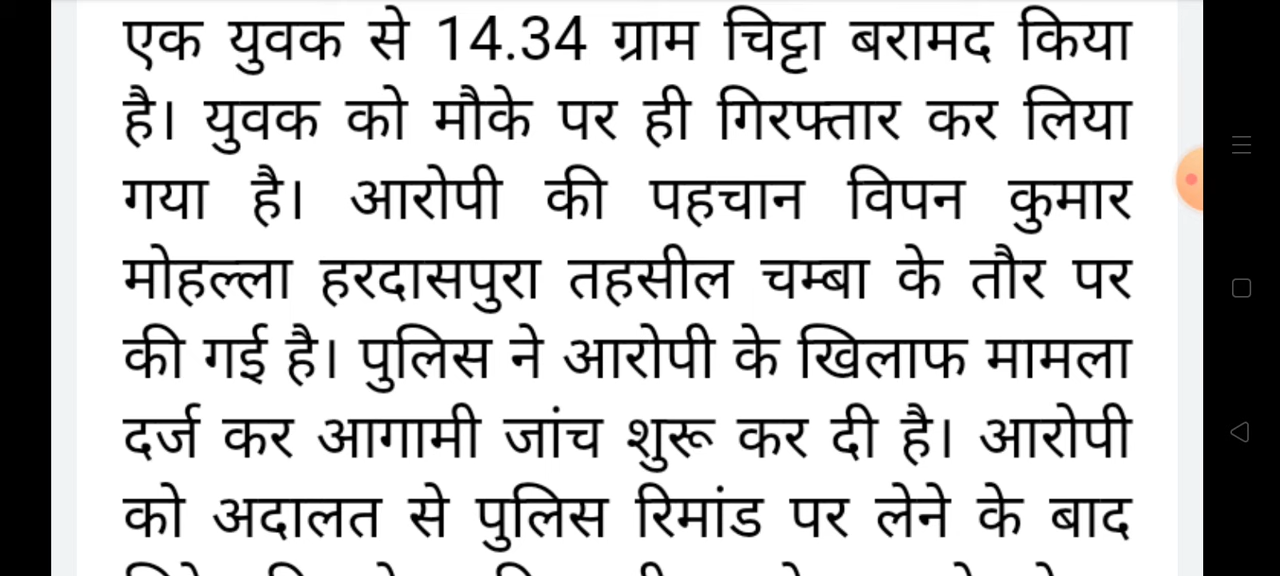 एक युवक से 14.34 ग्राम चिट्टा बरामद किया
है। युवक को मौके पर ही गिरफ्तार कर लिया
गया है। आरोपी की पहचान विपन कुमार
मोहल्ला हरदासपुरा तहसील चम्बा के तौर पर
की गई है। पुलिस ने आरोपी के खिलाफ मामला
दर्ज कर आगामी जांच शुरू कर दी है। आरोपी
को अदालत से पुलिस रिमांड पर लेने के बाद